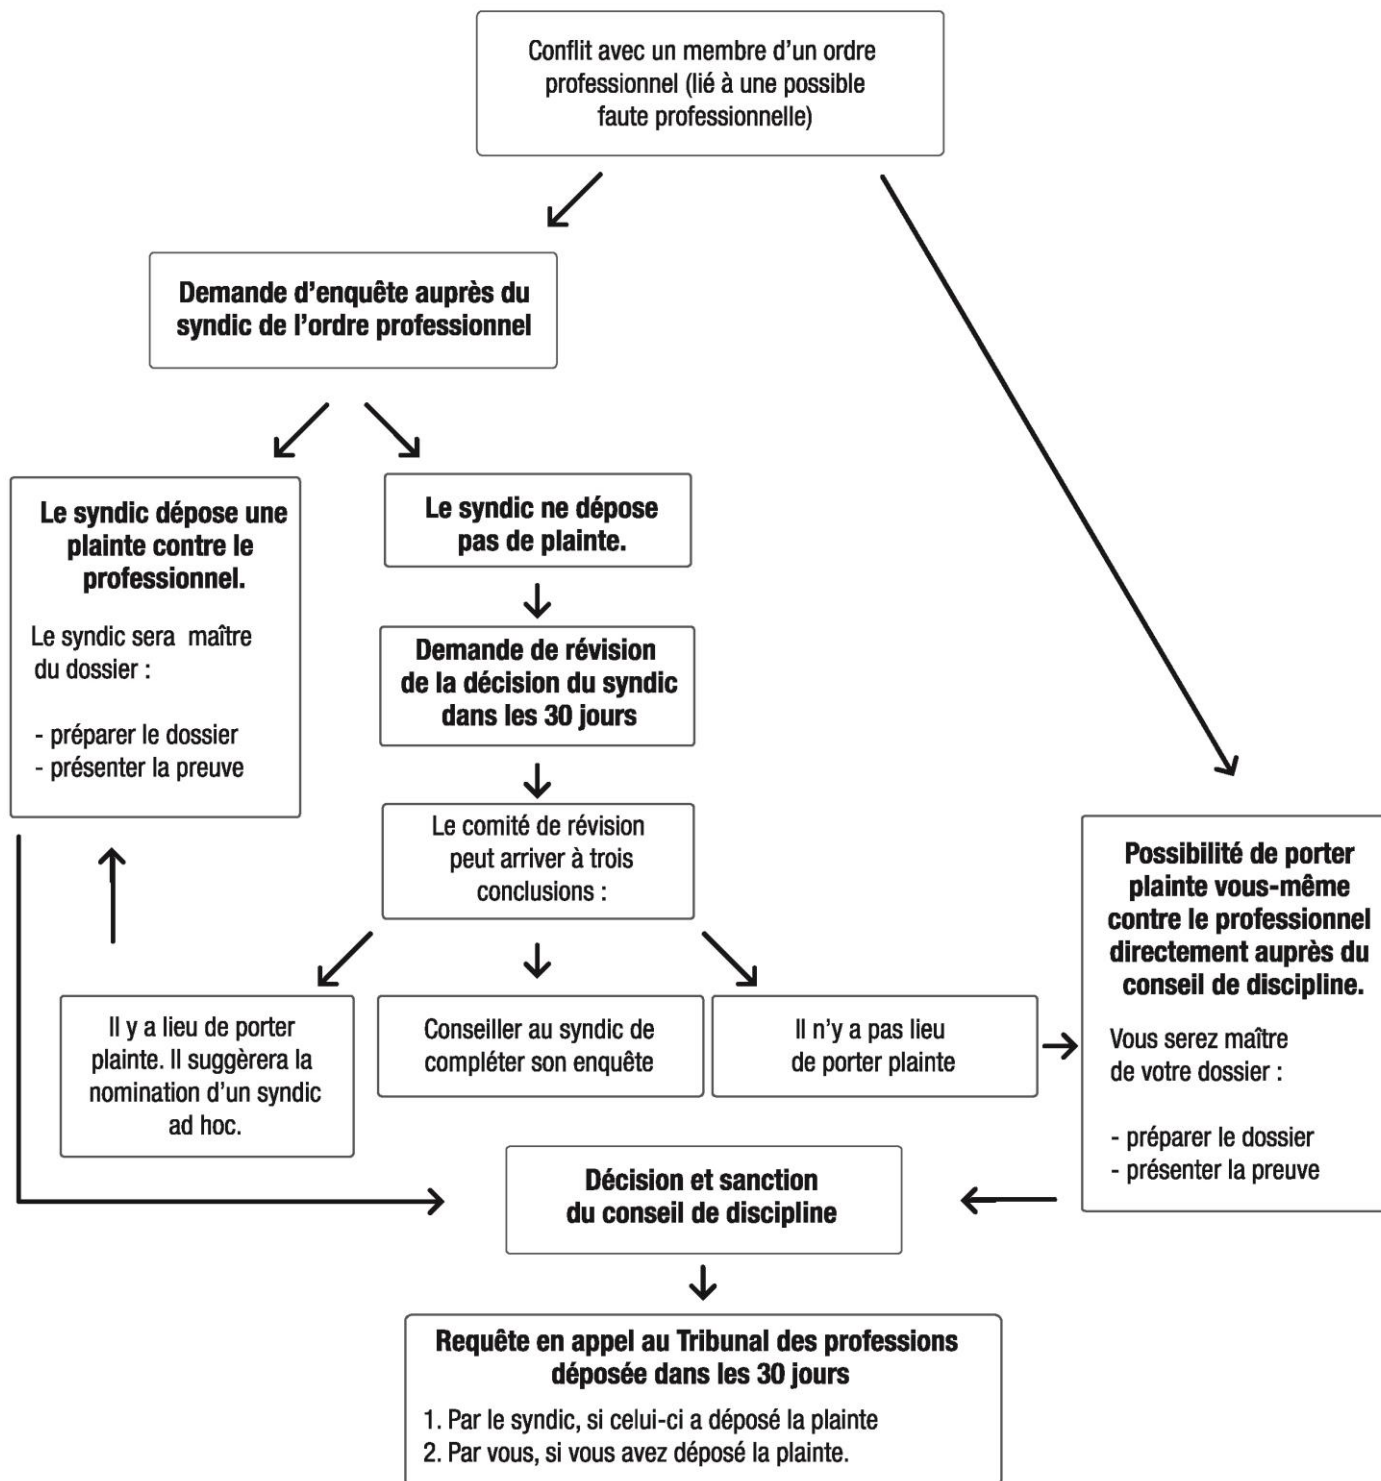 Conflit avec un membre d'un ordre
professionnel (lié à une possible
faute professionnelle)
Demande d'enquête auprès du
syndic de l'ordre professionnel
Le syndic dépose une
plainte contre le
professionnel.
Le syndic sera maître
du dossier :
- préparer le dossier
- présenter la preuve
Le syndic ne dépose
pas de plainte.
Demande de révision
de la décision du syndic
dans les 30 jours
Le comité de révision
peut arriver à trois
conclusions :
Il y a lieu de porter
plainte. Il suggèrera la
nomination d'un syndic
ad hoc.
Conseiller au syndic de
compléter son enquête
Il n'y a pas lieu
de porter plainte
Possibilité de porter
plainte vous-même
contre le professionnel
directement auprès du
conseil de discipline.
Vous serez maître
de votre dossier :
- préparer le dossier
- présenter la preuve
Décision et sanction
du conseil de discipline
Requête en appel au Tribunal des professions
déposée dans les 30 jours
1. Par le syndic, si celui-ci a déposé la plainte
2. Par vous, si vous avez déposé la plainte.